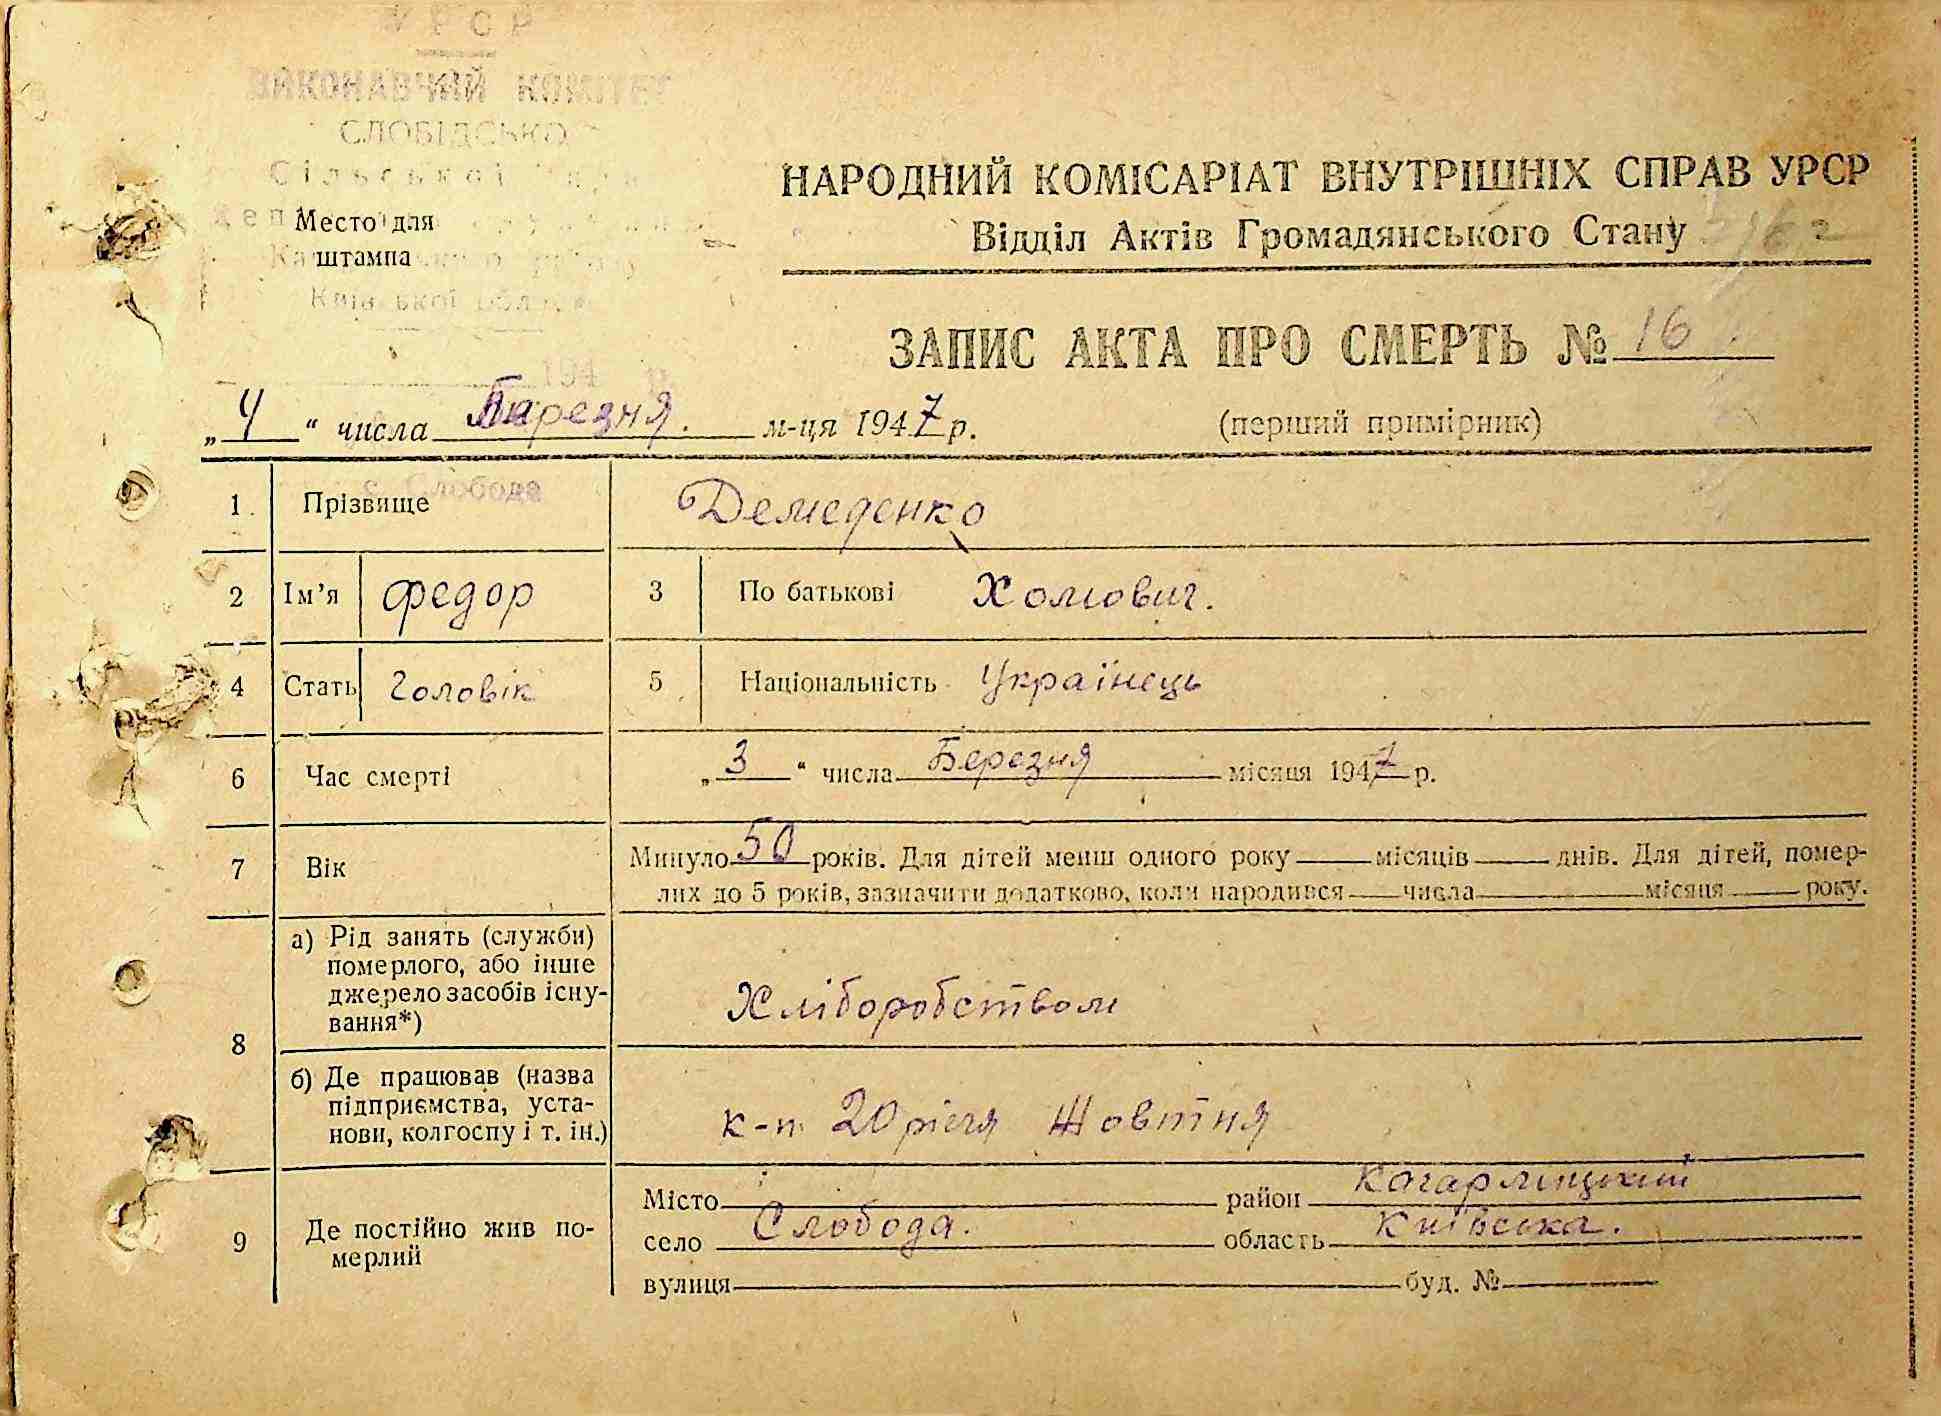 УРСР
ВИКОНАВЧИЙ КОМІТЕТ
СЛОБІДСЬКО
Сільської
Место для
штампа
Київської
194 р.
НАРОДНИЙ КОМІСАРІАТ ВНУТРІШНІХ СПРАВ УРСР
Відділ Актів Громадянського Стану
ЗАПИС АКТА ПРО СМЕРТЬ № 16
„4“ числа Березня. м-ця 1947 р. (перший примірник)
с. Слобода
1 Прізвище Демеденко
2 Ім’я Федор 3 По батькові Хомович.
4 Стать Чоловік 5 Національність Українець
6 Час смерті „3“ числа Березня місяця 1947 р.
7 Вік Минуло 50 років. Для дітей менш одного року місяців днів. Для дітей, помер-
лих до 5 років, зазначити додатково, коли народився числа місяця року.
8 а) Рід занять (служби)
померлого, або інше
джерело засобів існу-
вання*)
Хліборобством
б) Де працював (назва
підприємства, уста-
нови, колгоспу і т. ін.)
к-п 20 річчя Жовтня
9 Де постійно жив по-
мерлий
Місто район Кагарлицький
село Слобода. область Київська.
вулиця буд. №